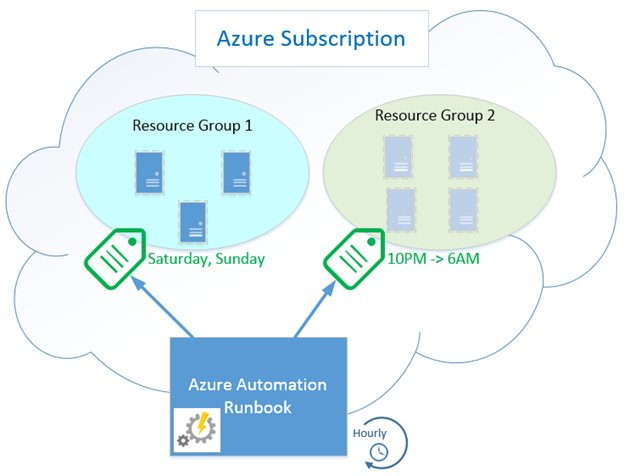 Azure Subscription
Resource Group 1
Resource Group 2
Saturday, Sunday
10PM -> 6AM
Azure Automation
Runbook
Hourly